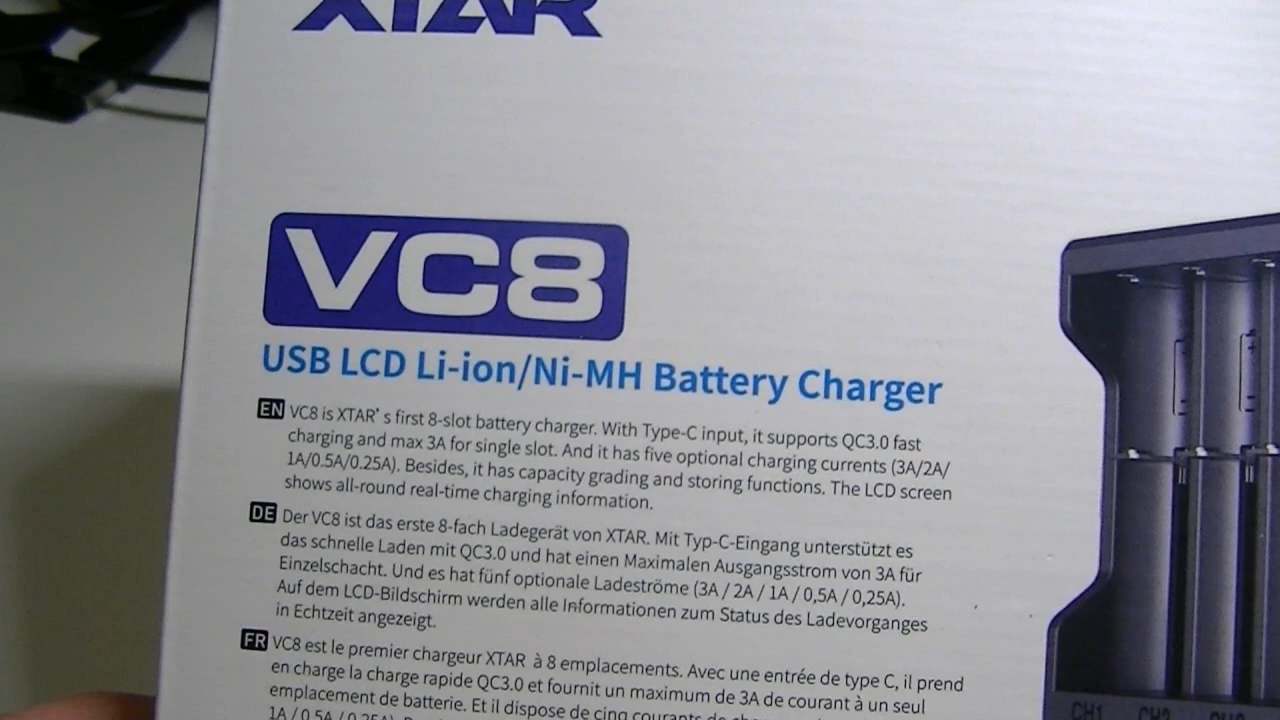 XTAR
VC8
USB LCD Li-ion/Ni-MH Battery Charger
EN VC8 is XTAR's first 8-slot battery charger. With Type-C input, it supports QC3.0 fast
charging and max 3A for single slot. And it has five optional charging currents (3A/2A/
1A/0.5A/0.25A). Besides, it has capacity grading and storing functions. The LCD screen
shows all-round real-time charging information.
DE Der VC8 ist das erste 8-fach Ladegerät von XTAR. Mit Typ-C-Eingang unterstützt es
das schnelle Laden mit QC3.0 und hat einen Maximalen Ausgangsstrom von 3A für
Einzelschacht. Und es hat fünf optionale Ladeströme (3A / 2A / 1A / 0,5A / 0,25A).
Auf dem LCD-Bildschirm werden alle Informationen zum Status des Ladevorganges
in Echtzeit angezeigt.
FR VC8 est le premier chargeur XTAR à 8 emplacements. Avec une entrée de type C, il prend
en charge la charge rapide QC3.0 et fournit un maximum de 3A de courant à un seul
emplacement de batterie. Et il dispose de cinq courants de
1A / 0.5A / 0.25A).
CH1 CH2